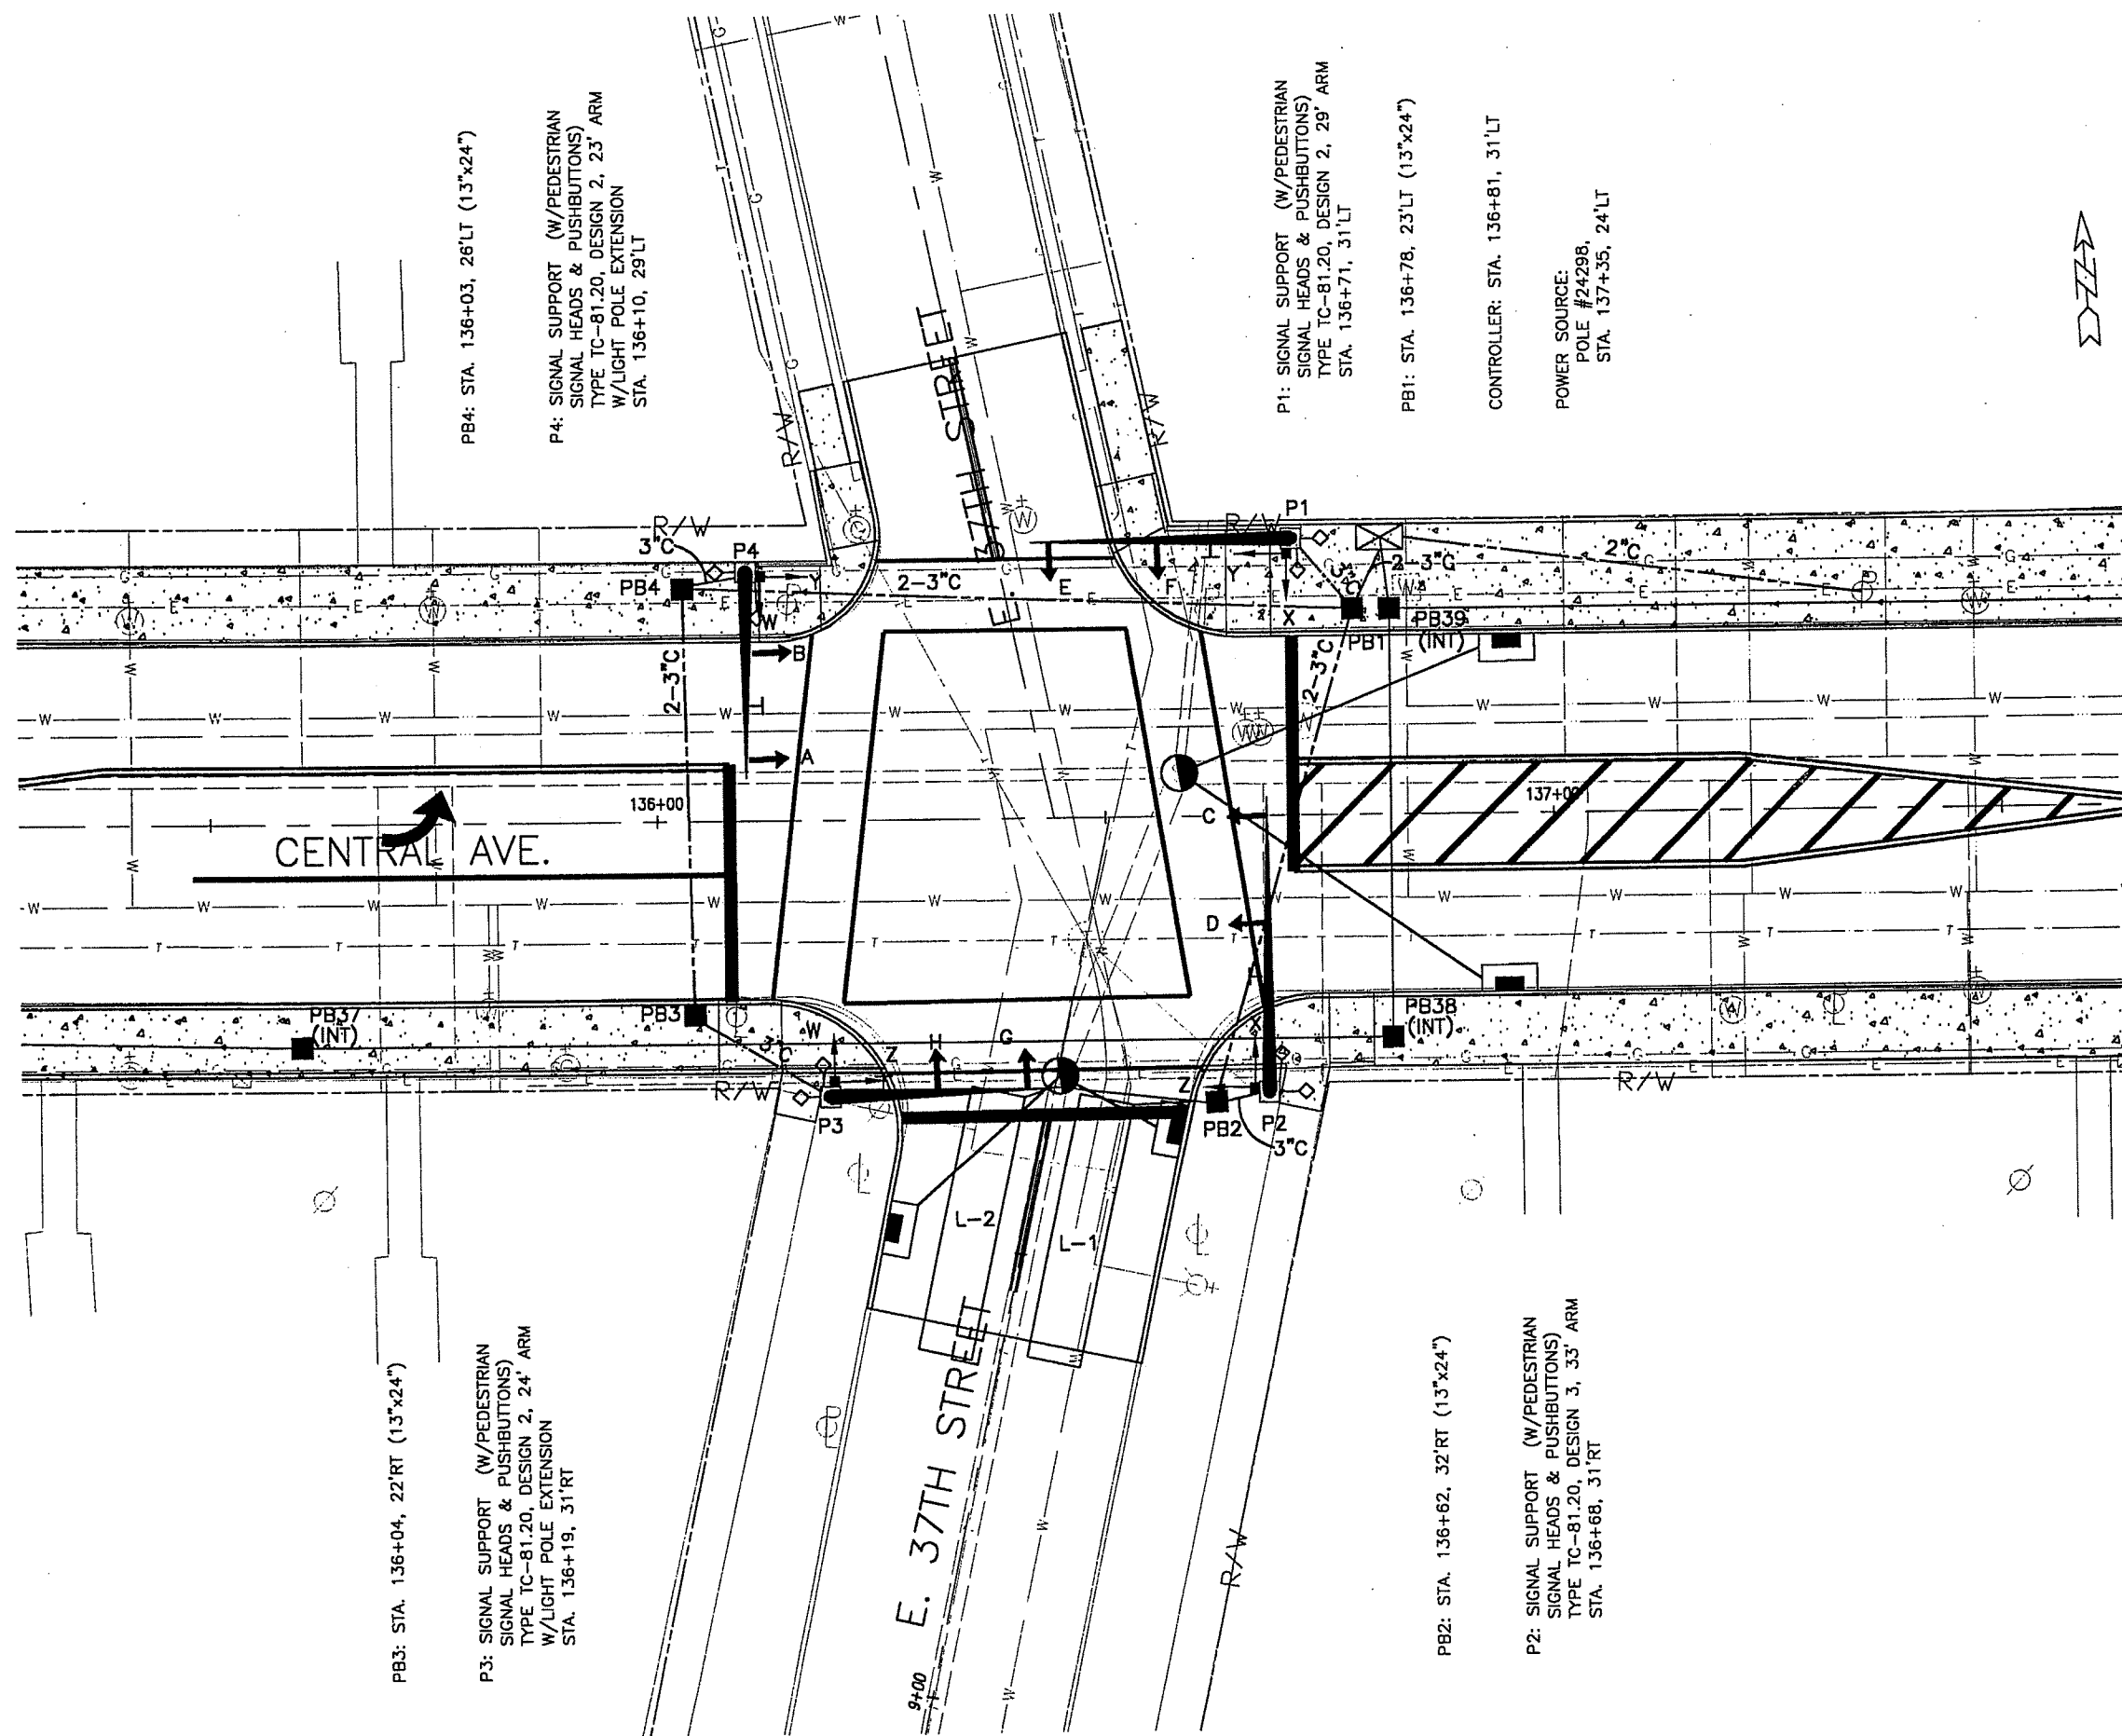 PB4: STA. 136+03, 26'LT (13"x24")
P4: SIGNAL SUPPORT (W/PEDESTRIAN
SIGNAL HEADS & PUSHBUTTONS)
TYPE TC-81.20, DESIGN 2, 23' ARM
W/LIGHT POLE EXTENSION
STA. 136+10, 29'LT
P1: SIGNAL SUPPORT (W/PEDESTRIAN
SIGNAL HEADS & PUSHBUTTONS)
TYPE TC-81.20, DESIGN 2, 29' ARM
STA. 136+71, 31'LT
PB1: STA. 136+78, 23'LT (13"x24")
CONTROLLER: STA. 136+81, 31'LT
POWER SOURCE:
POLE #24298,
STA. 137+35, 24'LT
E. 37TH STREET
R/W
R/W
R/W
3"C
P4
PB4
Y
W
2-3"C
E
F
Y
R/W
P1
2-3"C
2"C
X
PB1
PB39
(INT)
2-3"C
2-3"C
B
A
136+00
137+00
CENTRAL AVE.
C
D
PB37
(INT)
PB3
3"C
W
Z
H
G
X
PB38
(INT)
R/W
P3
Z
PB2
P2
3"C
R/W
L-2
L-1
E. 37TH STREET
9+00
R/W
PB3: STA. 136+04, 22'RT (13"x24")
P3: SIGNAL SUPPORT (W/PEDESTRIAN
SIGNAL HEADS & PUSHBUTTONS)
TYPE TC-81.20, DESIGN 2, 24' ARM
W/LIGHT POLE EXTENSION
STA. 136+19, 31'RT
PB2: STA. 136+62, 32'RT (13"x24")
P2: SIGNAL SUPPORT (W/PEDESTRIAN
SIGNAL HEADS & PUSHBUTTONS)
TYPE TC-81.20, DESIGN 3, 33' ARM
STA. 136+68, 31'RT